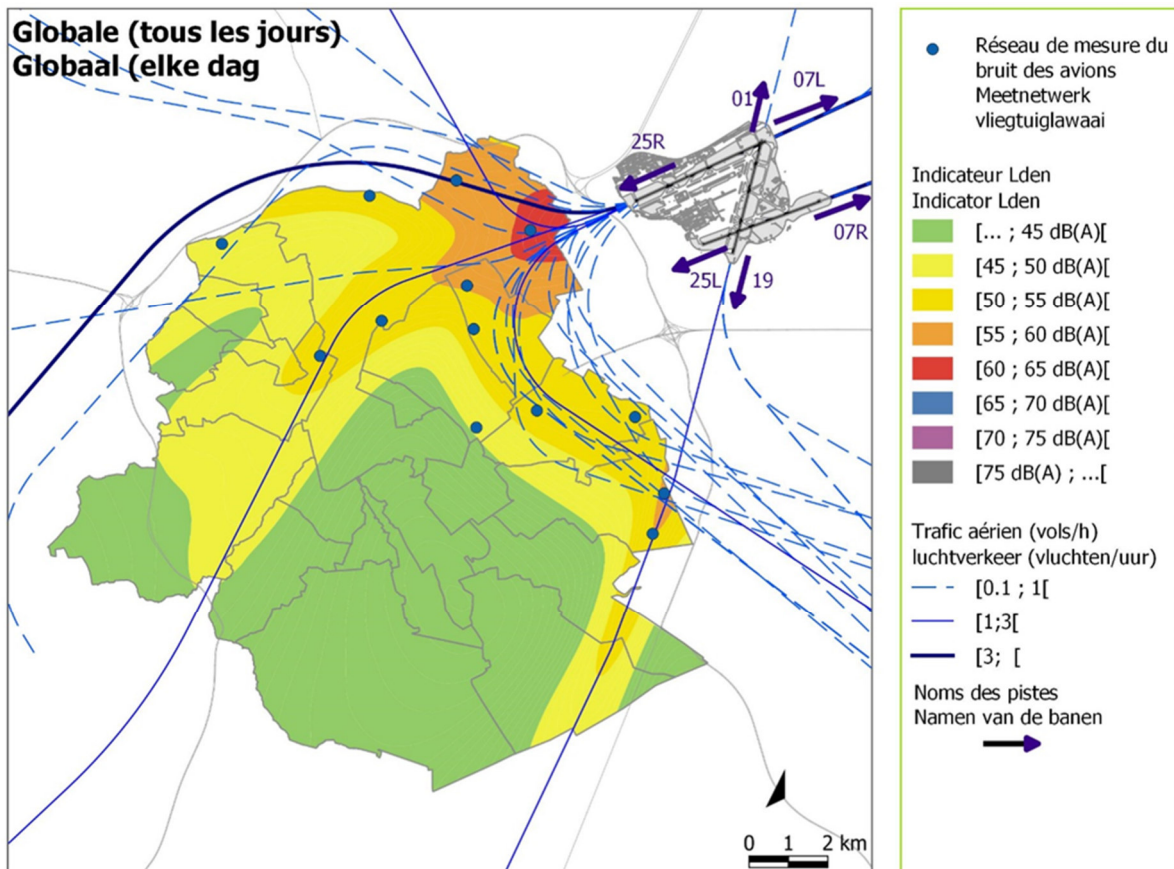 Globale (tous les jours)
Globaal (elke dag
01
07L
25R
07R
25L
19
0 1 2 km
Réseau de mesure du
bruit des avions
Meetnetwerk
vliegtuiglawaai
Indicateur Lden
Indicator Lden
[... ; 45 dB(A)[
[45 ; 50 dB(A)[
[50 ; 55 dB(A)[
[55 ; 60 dB(A)[
[60 ; 65 dB(A)[
[65 ; 70 dB(A)[
[70 ; 75 dB(A)[
[75 dB(A) ; ...[
Trafic aérien (vols/h)
luchtverkeer (vluchten/uur)
[0.1 ; 1[
[1;3[
[3; [
Noms des pistes
Namen van de banen